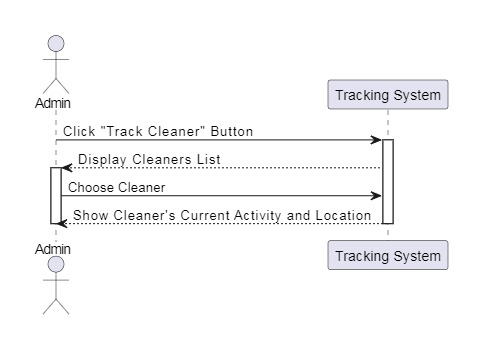 Admin
Tracking System
Click "Track Cleaner" Button
Display Cleaners List
Choose Cleaner
Show Cleaner's Current Activity and Location
Admin
Tracking System